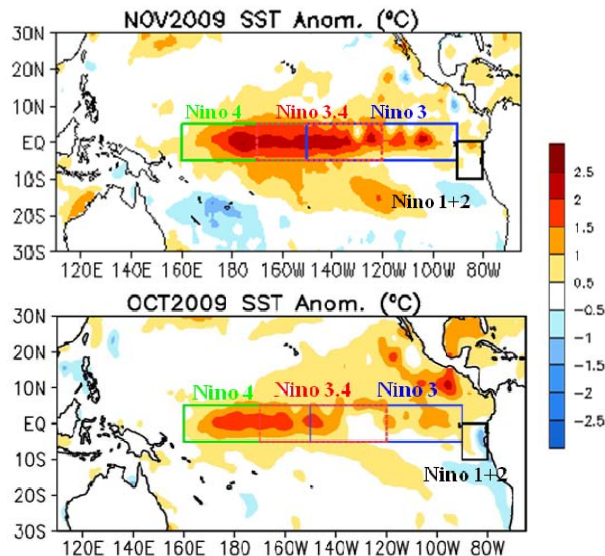 NOV2009 SST Anom. (°C)
30N
20N
10N
EQ
10S
20S
30S
Nino 4
Nino 3.4
Nino 3
Nino 1+2
120E 140E 160E 180 160W 140W 120W 100W 80W
OCT2009 SST Anom. (°C)
30N
20N
10N
EQ
10S
20S
30S
Nino 4
Nino 3.4
Nino 3
Nino 1+2
120E 140E 160E 180 160W 140W 120W 100W 80W
2.5
2
1.5
1
0.5
-0.5
-1
-1.5
-2
-2.5